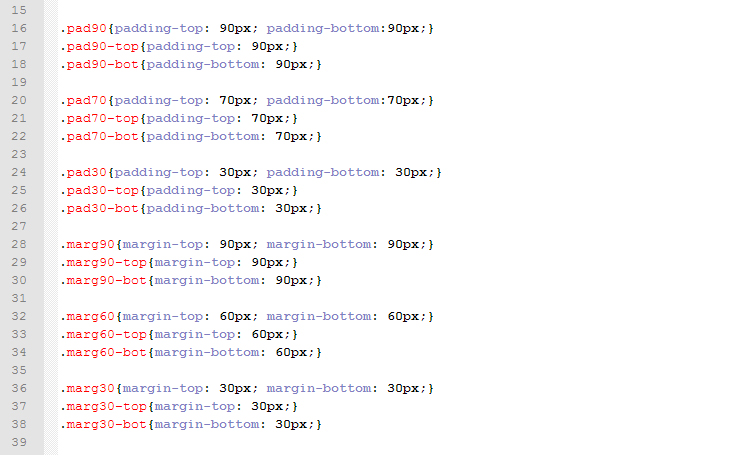 15
16 .pad90{padding-top: 90px; padding-bottom:90px;}
17 .pad90-top{padding-top: 90px;}
18 .pad90-bot{padding-bottom: 90px;}
19
20 .pad70{padding-top: 70px; padding-bottom:70px;}
21 .pad70-top{padding-top: 70px;}
22 .pad70-bot{padding-bottom: 70px;}
23
24 .pad30{padding-top: 30px; padding-bottom: 30px;}
25 .pad30-top{padding-top: 30px;}
26 .pad30-bot{padding-bottom: 30px;}
27
28 .marg90{margin-top: 90px; margin-bottom: 90px;}
29 .marg90-top{margin-top: 90px;}
30 .marg90-bot{margin-bottom: 90px;}
31
32 .marg60{margin-top: 60px; margin-bottom: 60px;}
33 .marg60-top{margin-top: 60px;}
34 .marg60-bot{margin-bottom: 60px;}
35
36 .marg30{margin-top: 30px; margin-bottom: 30px;}
37 .marg30-top{margin-top: 30px;}
38 .marg30-bot{margin-bottom: 30px;}
39